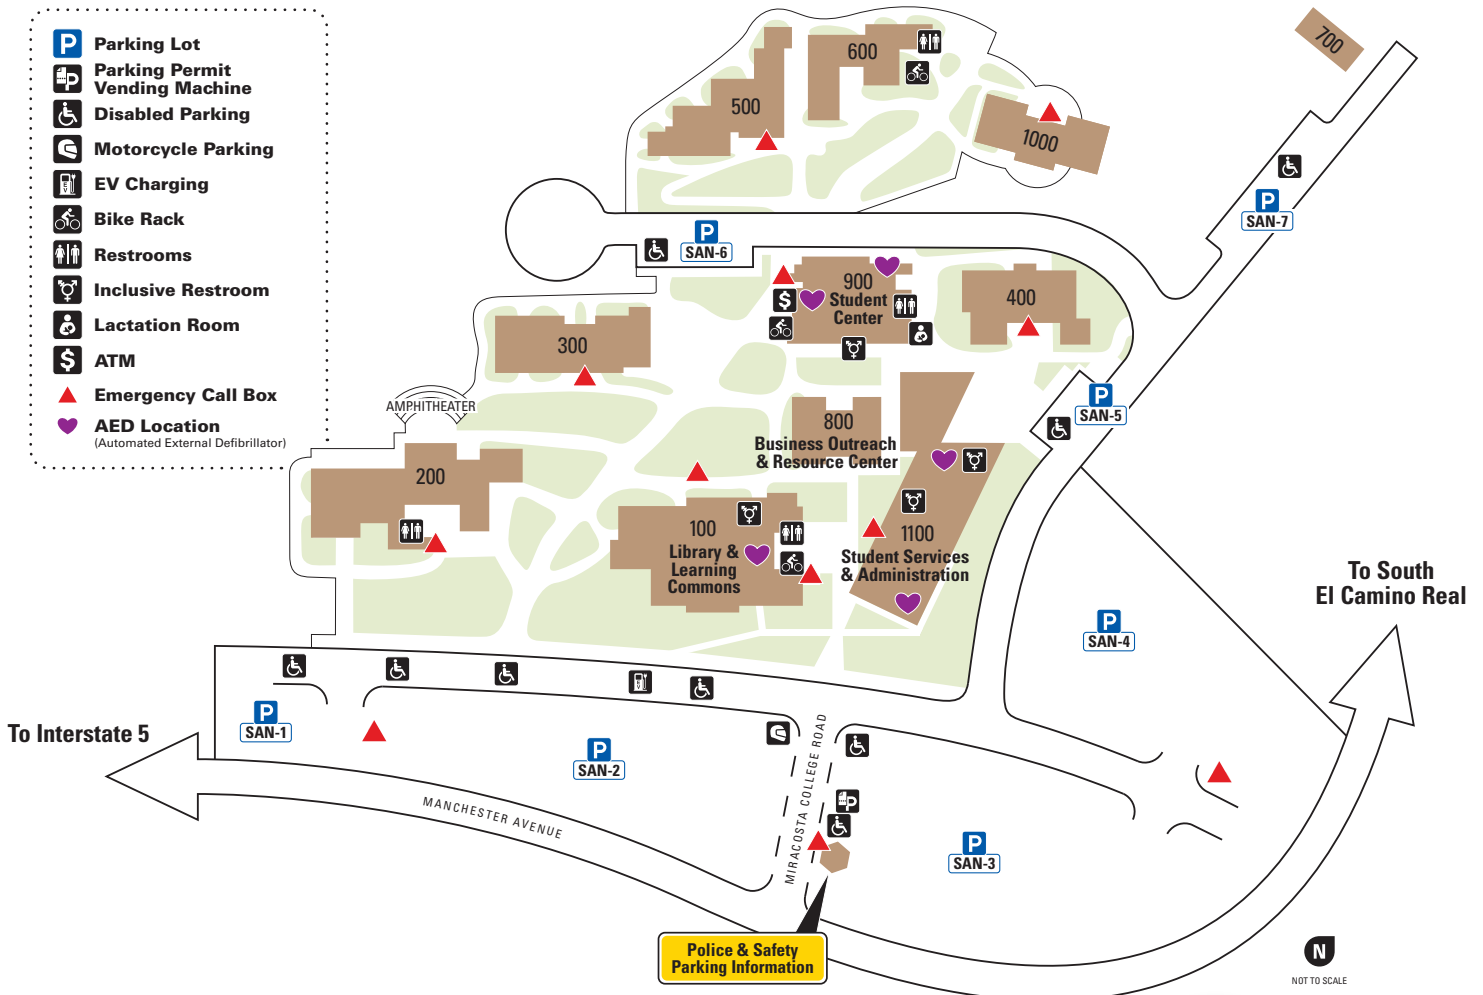 P Parking Lot
P Parking Permit
Vending Machine
Disabled Parking
Motorcycle Parking
EV EV Charging
Bike Rack
Restrooms
Inclusive Restroom
Lactation Room
$ ATM
Emergency Call Box
AED Location
(Automated External Defibrillator)
700
600
500
1000
P
SAN-7
P
SAN-6
900
Student
Center
$
400
300
P
SAN-5
AMPHITHEATER
800
Business Outreach
& Resource Center
200
100
Library &
Learning
Commons
1100
Student Services
& Administration
To South
El Camino Real
P
SAN-4
P
SAN-1
To Interstate 5
P
SAN-2
EV
MIRACOSTA COLLEGE ROAD
MANCHESTER AVENUE
P
P
SAN-3
Police & Safety
Parking Information
N
NOT TO SCALE